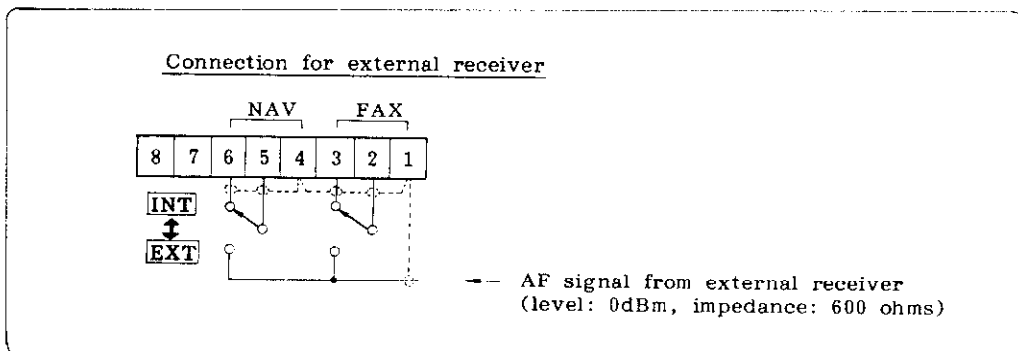 Connection for external receiver
NAV FAX
8 7 6 5 4 3 2 1
INT
EXT
AF signal from external receiver
(level: 0dBm, impedance: 600 ohms)